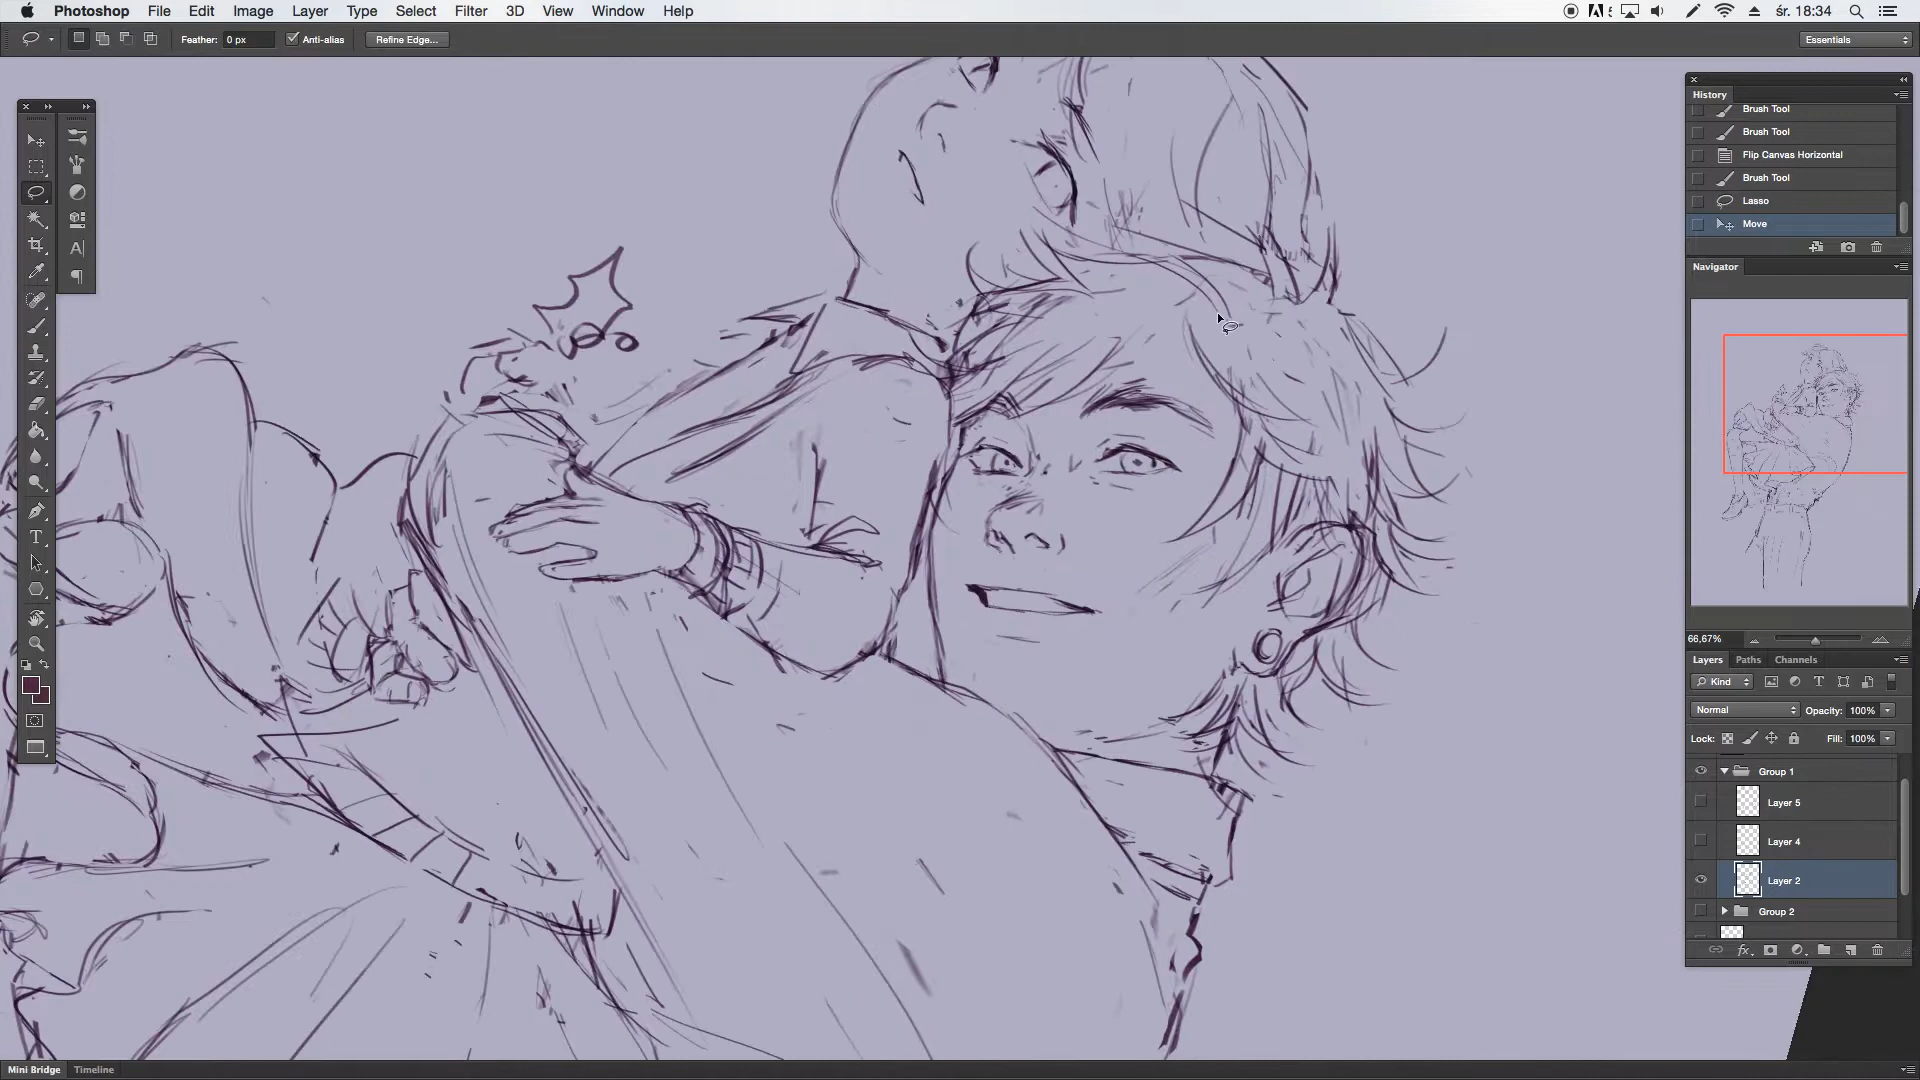 Photoshop File Edit Image Layer Type Select Filter 3D View Window Help
śr. 18:34
Feather: 0 px Anti-alias Refine Edge...
Essentials
History
Brush Tool
Brush Tool
Flip Canvas Horizontal
Brush Tool
Lasso
Move
Navigator
66,67%
Layers Paths Channels
Kind
Normal Opacity: 100%
Lock: Fill: 100%
Group 1
Layer 5
Layer 4
Layer 2
Group 2
Mini Bridge Timeline